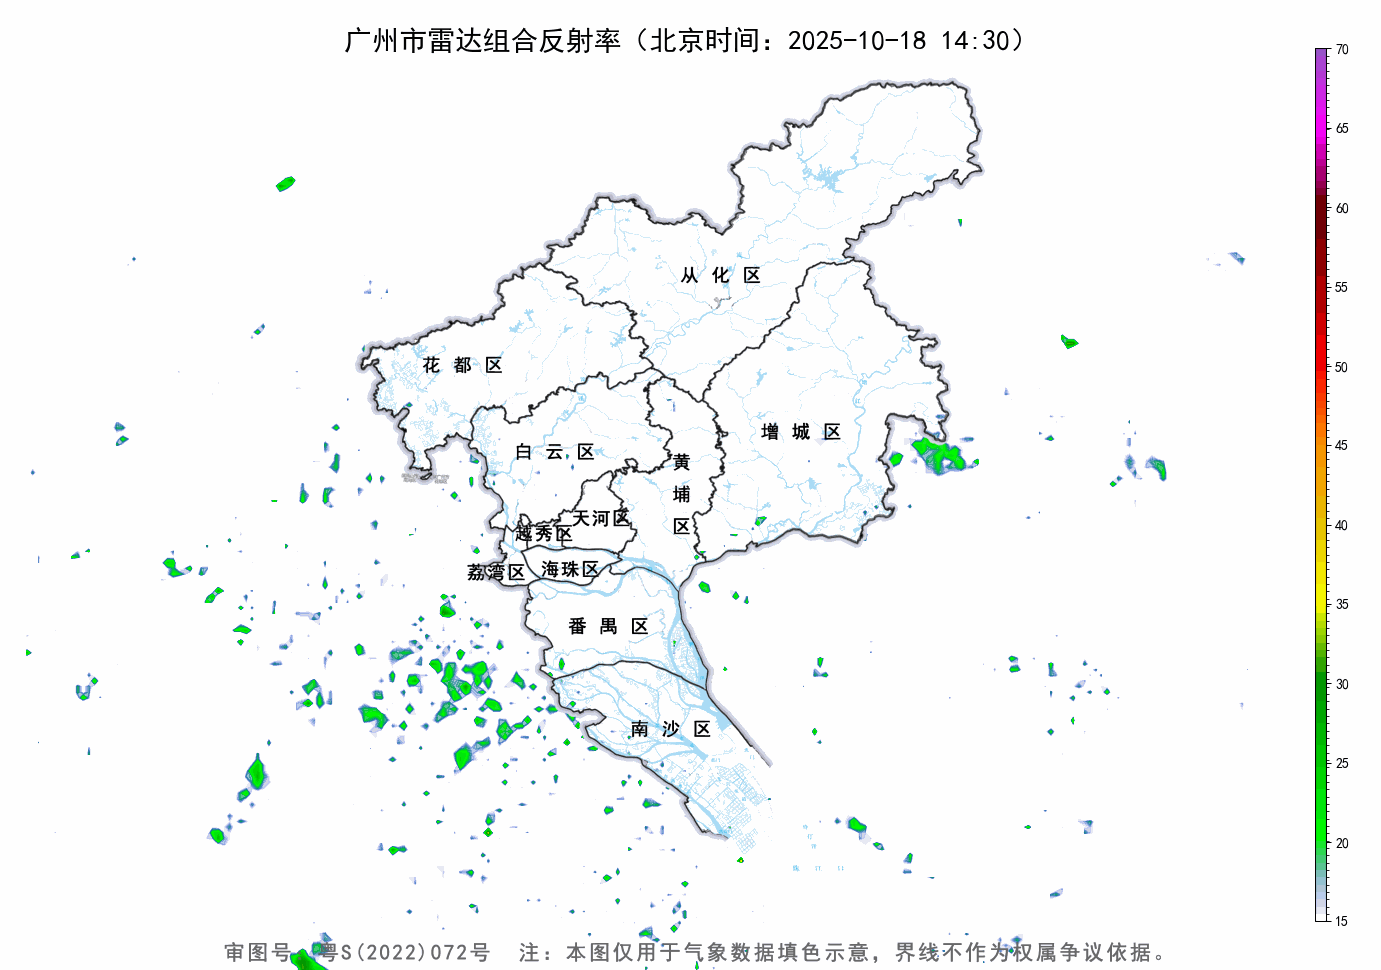 广州市雷达组合反射率（北京时间：2025-10-18 14:30）
70
65
60
55
50
45
40
35
30
25
20
15
从化区
花都区
增城区
白云区
黄埔区
天河区
越秀区
荔湾区
海珠区
番禺区
南沙区
审图号 粤S(2022)072号 注：本图仅用于气象数据填色示意，界线不作为权属争议依据。